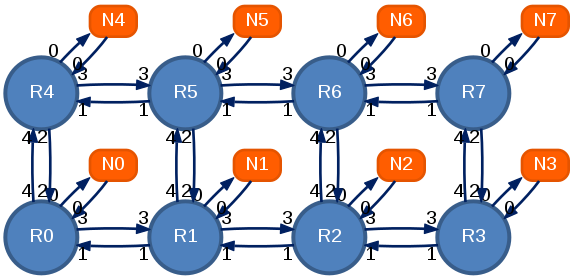 N4 N5 N6 N7
0 0 0 0
0 0 0 0
R4 3 3 R5 3 3 R6 3 3 R7
1 1 1 1 1 1
4 2 4 2 4 2 4 2
N0 N1 N2 N3
4 2 0 4 2 0 4 2 0 4 2 0
0 0 0 0
R0 3 3 R1 3 3 R2 3 3 R3
1 1 1 1 1 1